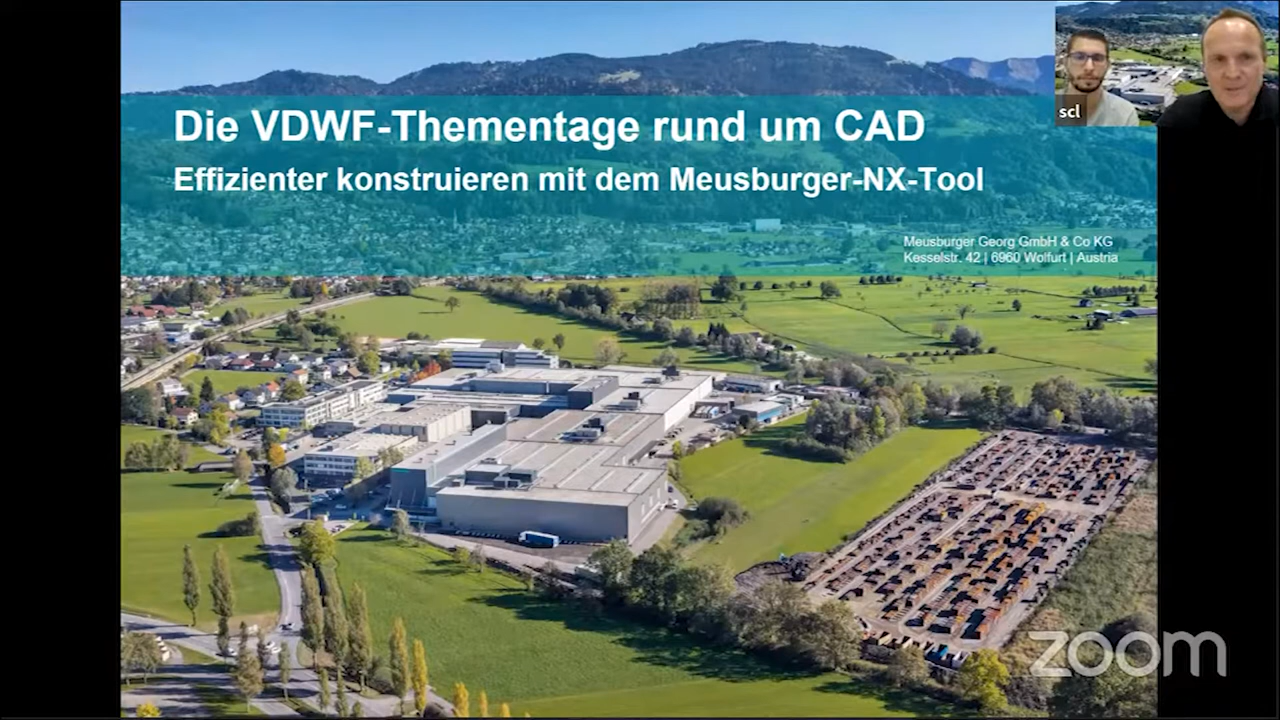 Die VDWF-Thementage rund um CAD
Effizienter konstruieren mit dem Meusburger-NX-Tool
Meusburger Georg GmbH & Co KG
Kesselstr. 42 | 6960 Wolfurt | Austria
scl
zoom